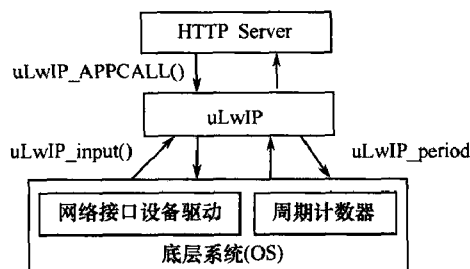 HTTP Server
uLwIP_APPCALL()
uLwIP
uLwIP_input()
uLwIP_period
网络接口设备驱动
周期计数器
底层系统(OS)